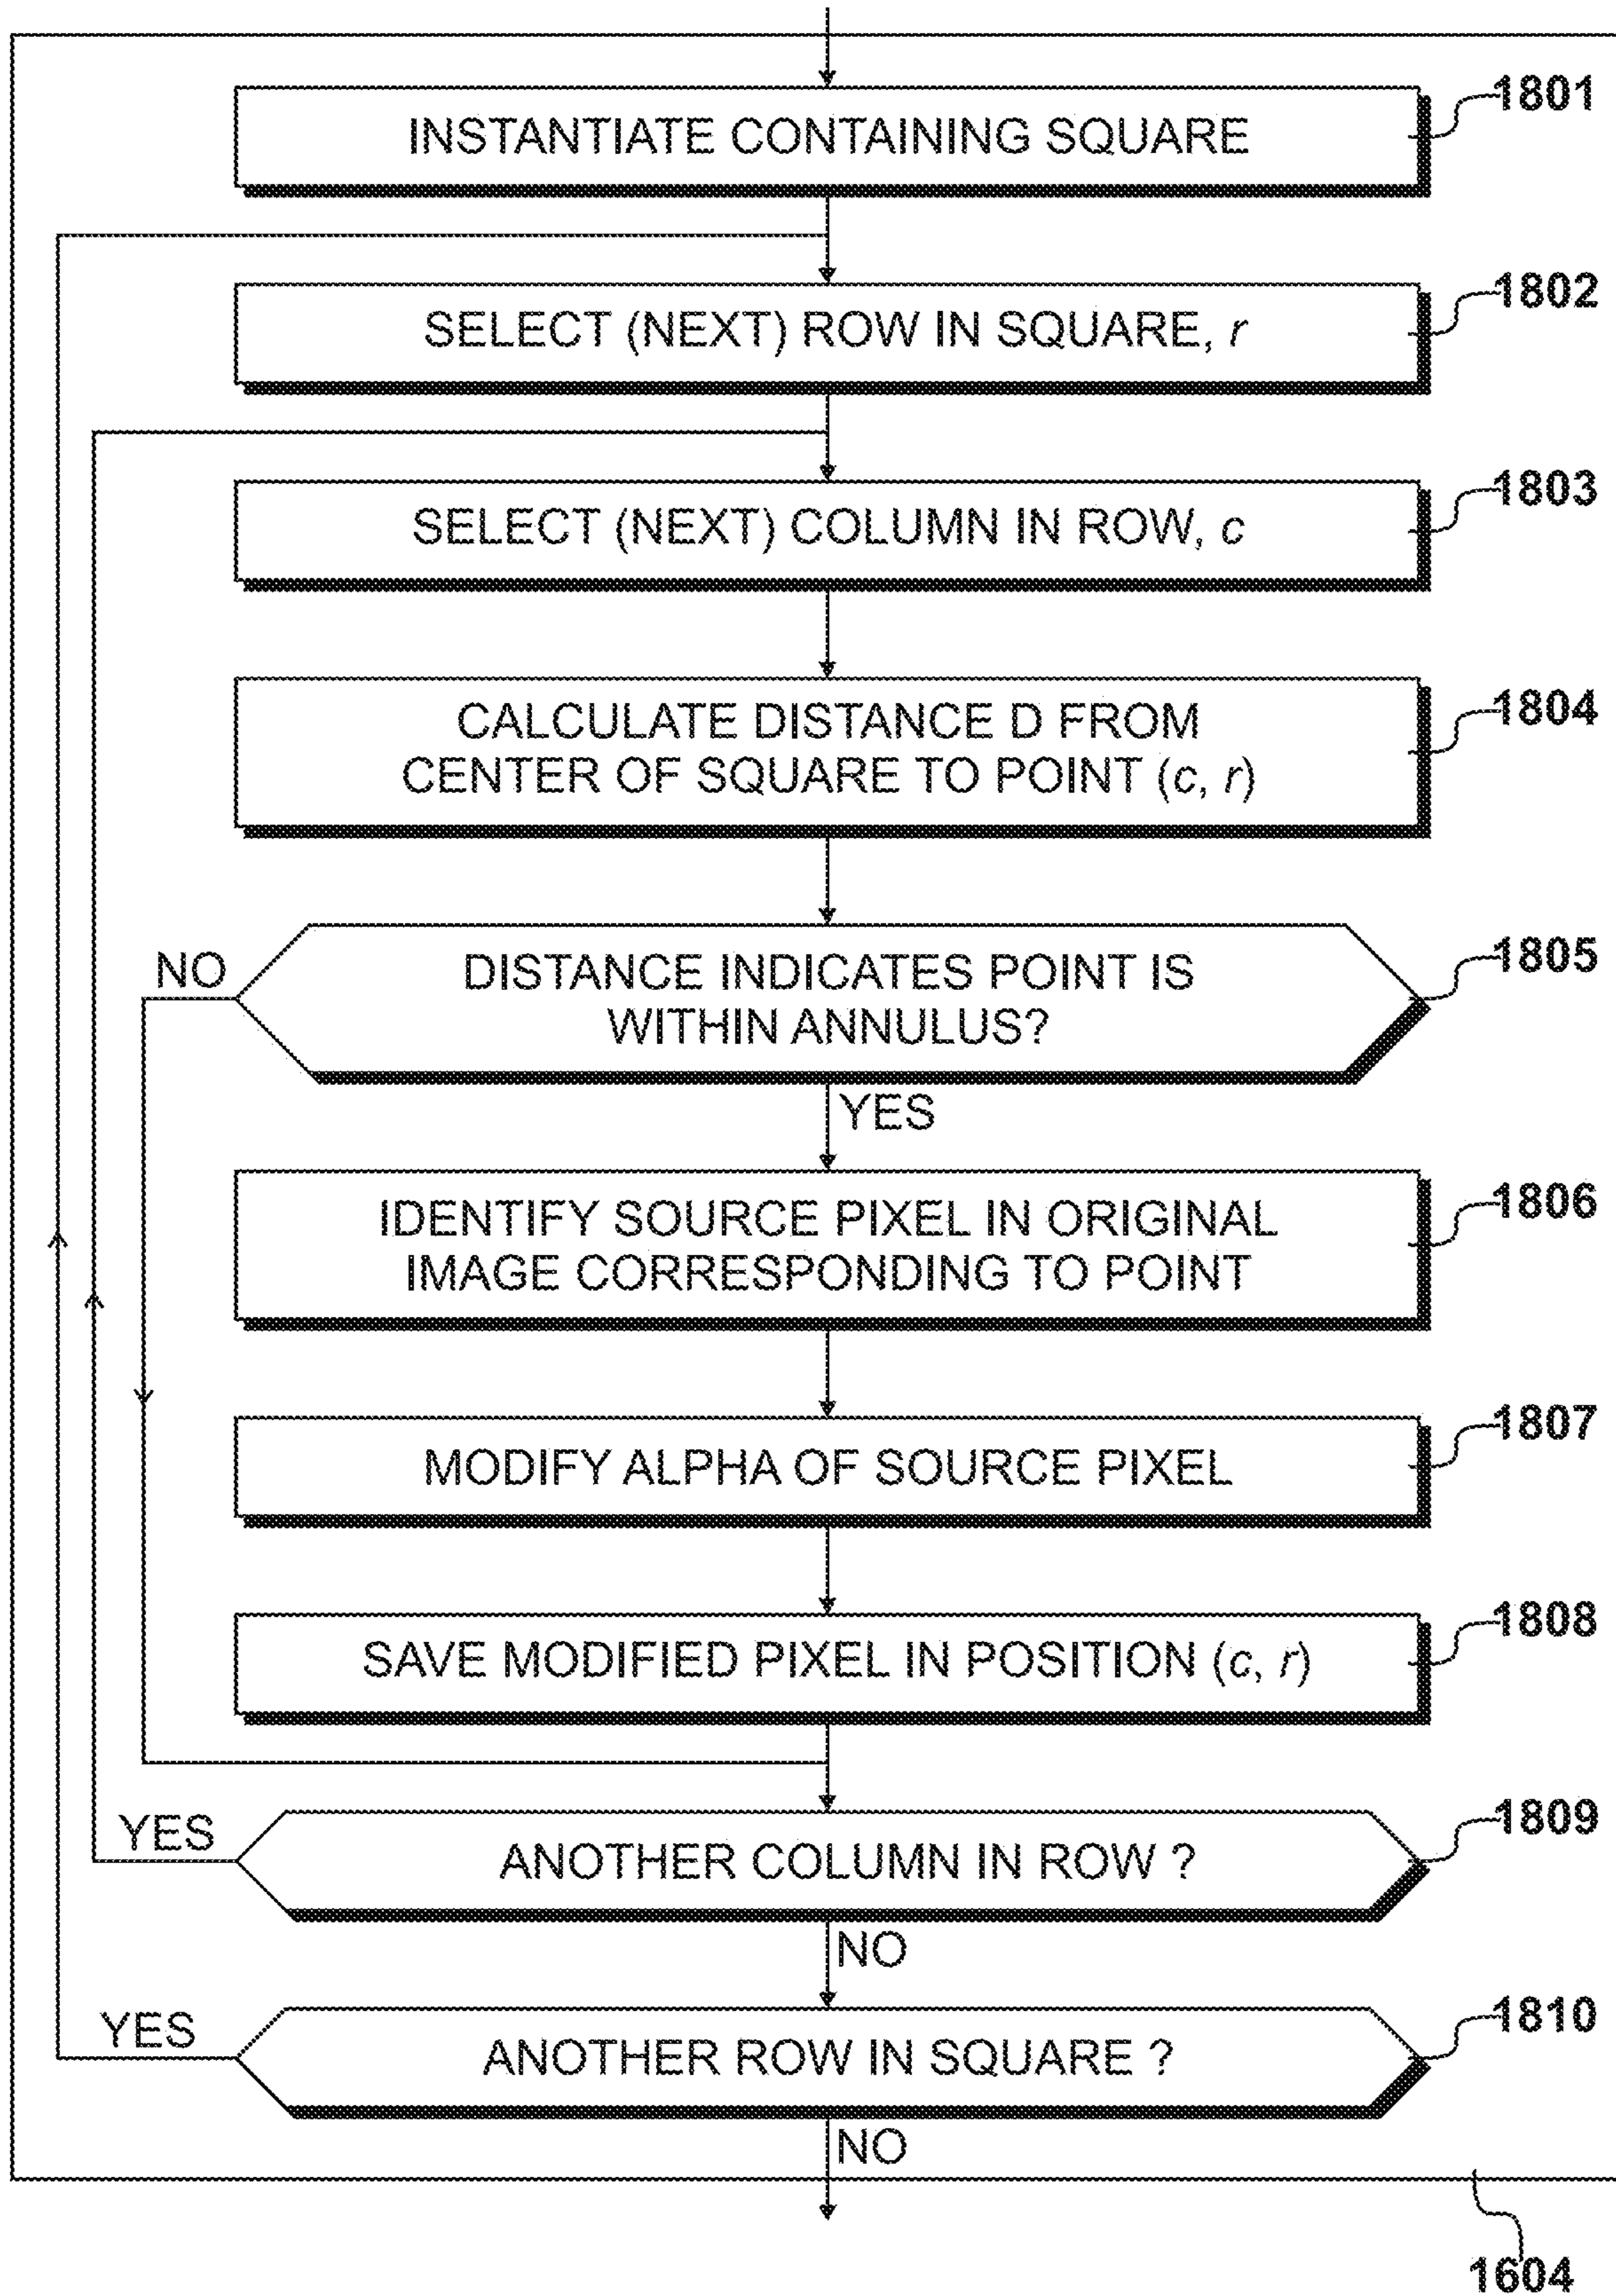 INSTANTIATE CONTAINING SQUARE
1801
SELECT (NEXT) ROW IN SQUARE, r
1802
SELECT (NEXT) COLUMN IN ROW, c
1803
CALCULATE DISTANCE D FROM
CENTER OF SQUARE TO POINT (c, r)
1804
NO
DISTANCE INDICATES POINT IS
WITHIN ANNULUS?
1805
YES
IDENTIFY SOURCE PIXEL IN ORIGINAL
IMAGE CORRESPONDING TO POINT
1806
MODIFY ALPHA OF SOURCE PIXEL
1807
SAVE MODIFIED PIXEL IN POSITION (c, r)
1808
YES
ANOTHER COLUMN IN ROW ?
1809
NO
YES
ANOTHER ROW IN SQUARE ?
1810
NO
1604